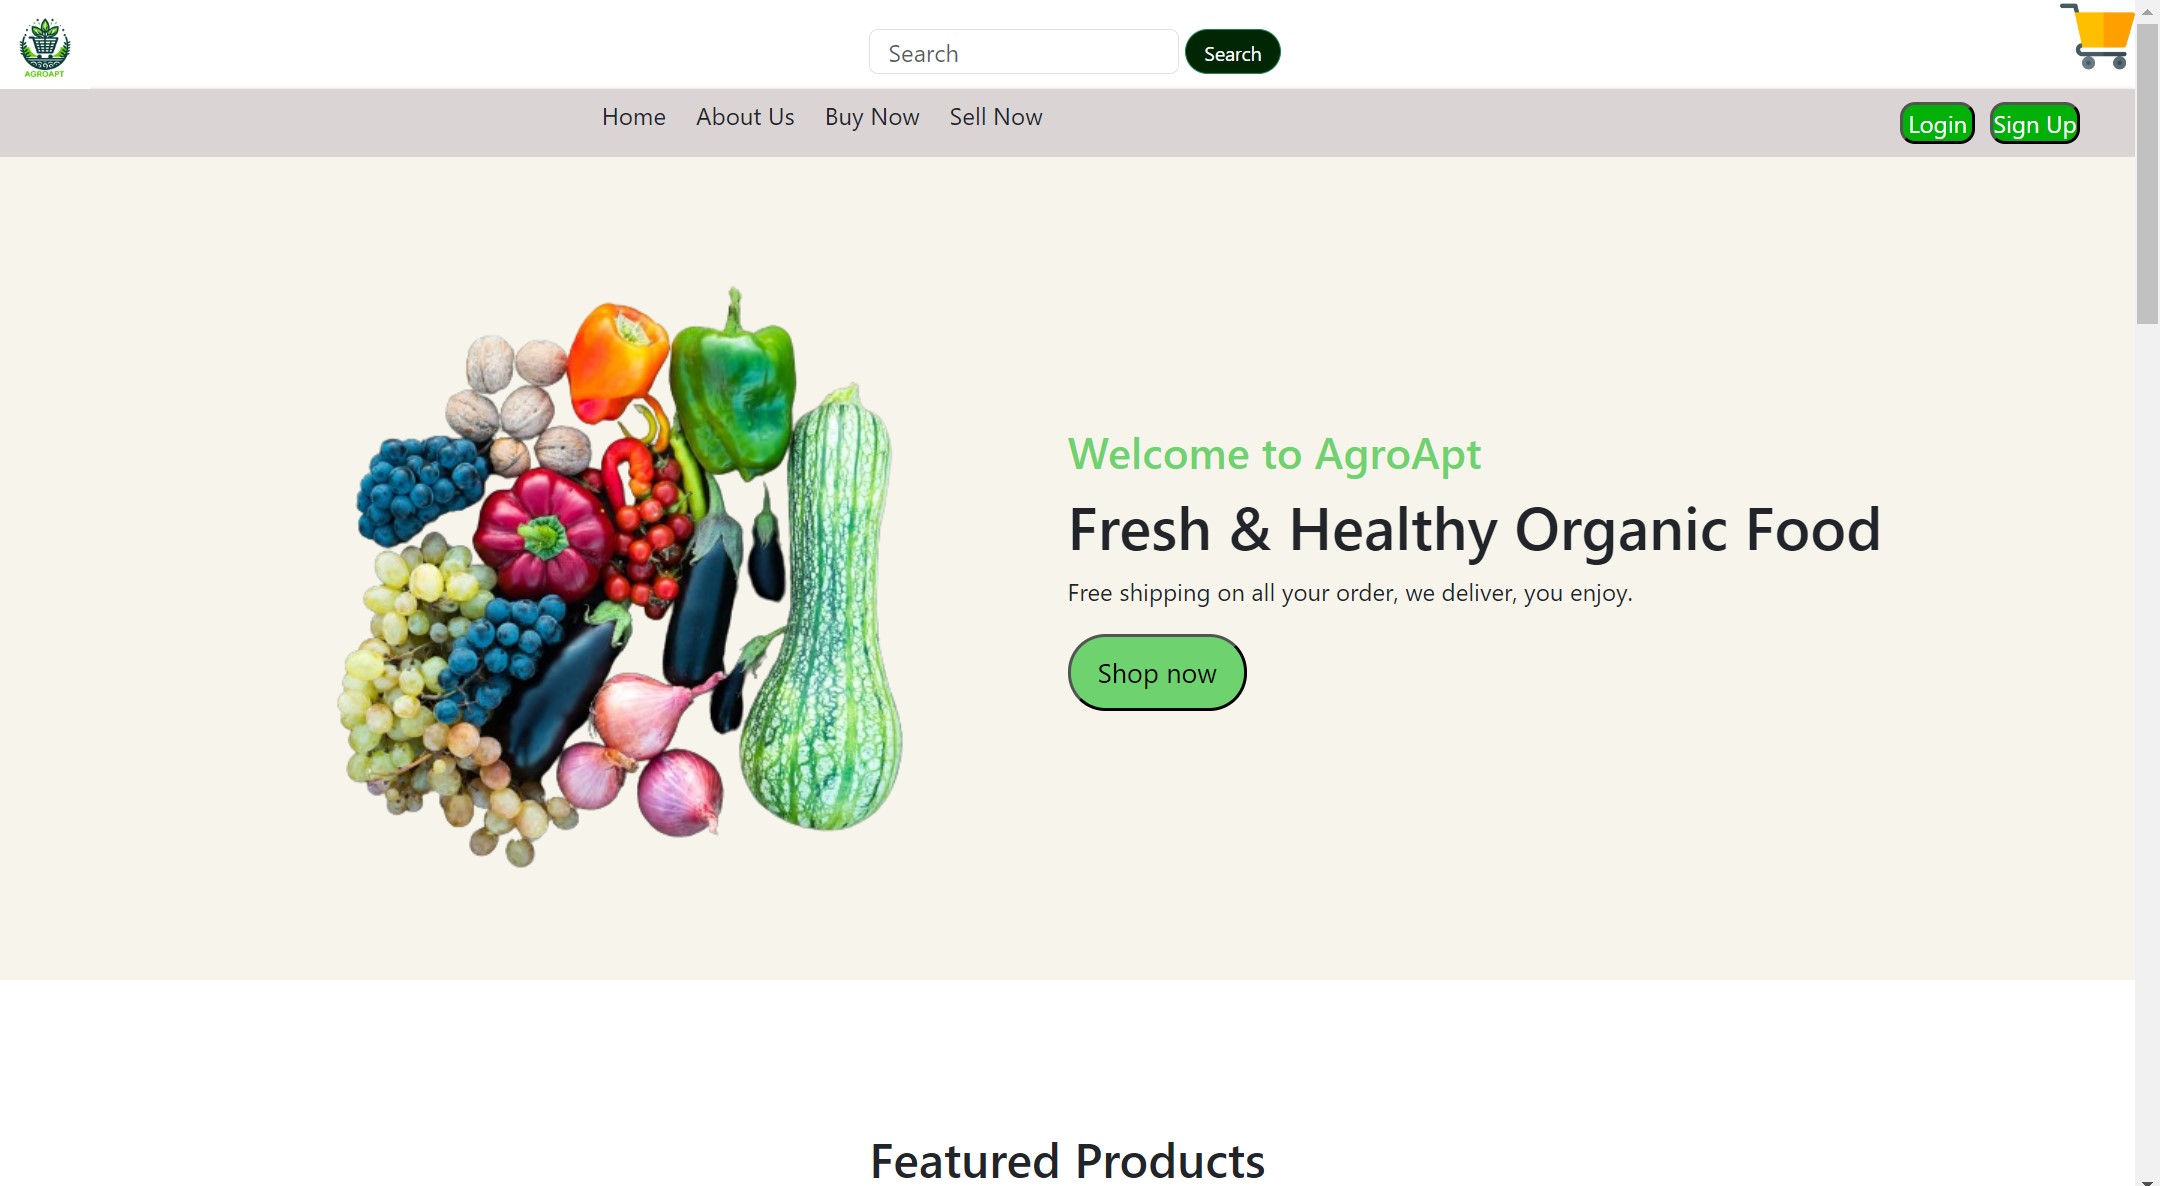 AGROAPT
Search
Search
Home
About Us
Buy Now
Sell Now
Login
Sign Up
Welcome to AgroApt
Fresh & Healthy Organic Food
Free shipping on all your order, we deliver, you enjoy.
Shop now
Featured Products